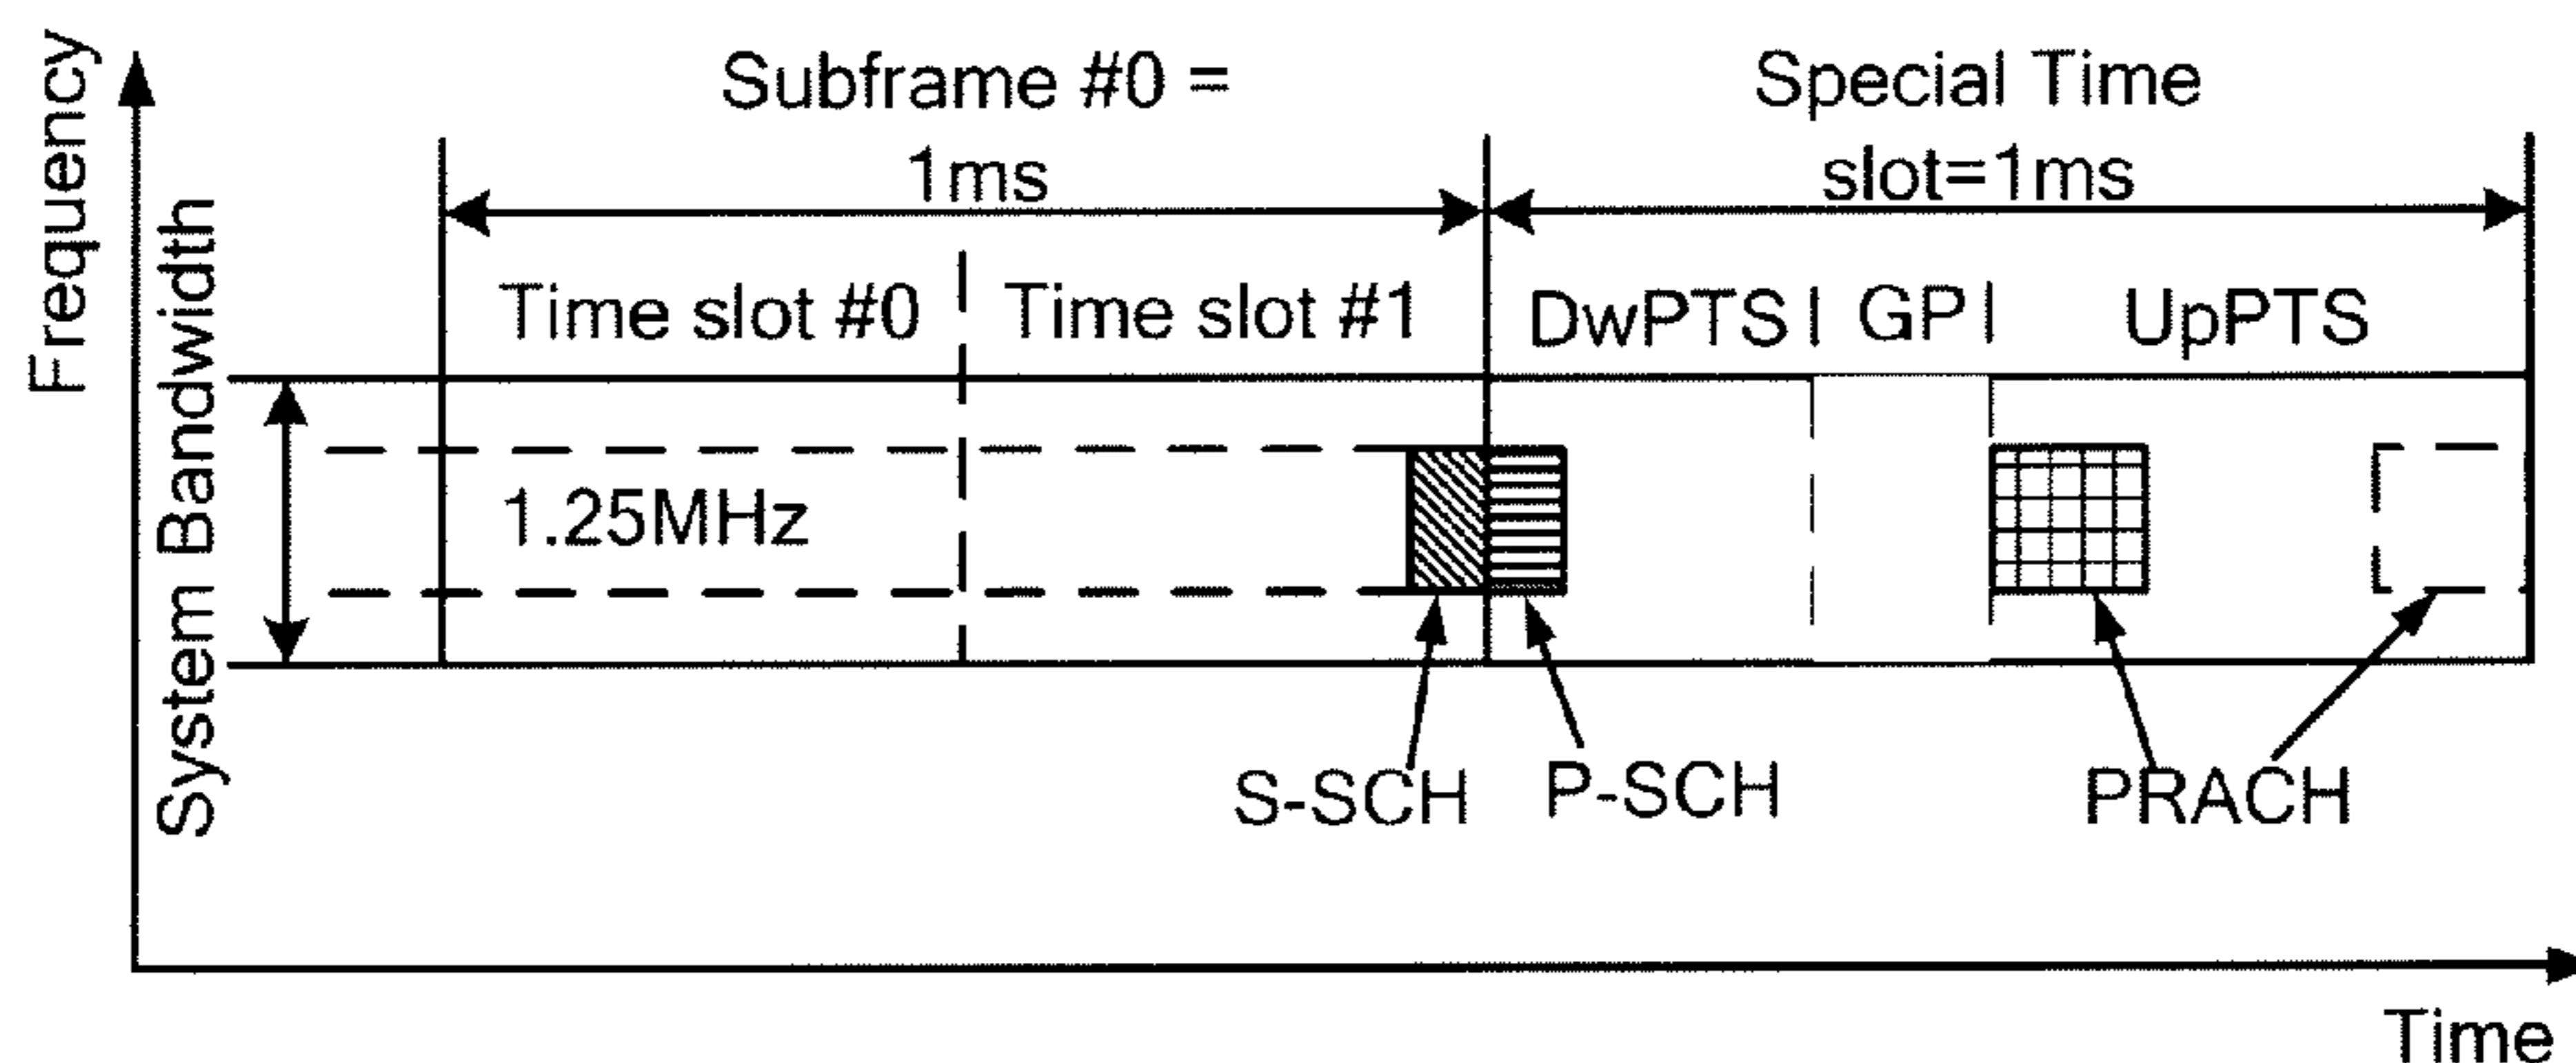 Frequency
System Bandwidth
Subframe #0 =
1ms
Special Time
slot=1ms
Time slot #0
Time slot #1
DwPTS
GP
UpPTS
1.25MHz
S-SCH
P-SCH
PRACH
Time